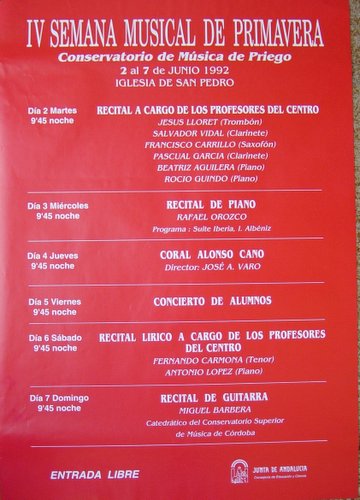 IV SEMANA MUSICAL DE PRIMAVERA
Conservatorio de Música de Priego
2 al 7 de JUNIO 1992
IGLESIA DE SAN PEDRO
Día 2 Martes
9'45 noche
RECITAL A CARGO DE LOS PROFESORES DEL CENTRO
JESUS LLORET (Trombón)
SALVADOR VIDAL (Clarinete)
FRANCISCO CARRILLO (Saxofón)
PASCUAL GARCIA (Clarinete)
BEATRIZ AGUILERA (Piano)
ROCIO GUINDO (Piano)
Día 3 Miércoles
9'45 noche
RECITAL DE PIANO
RAFAEL OROZCO
Programa : Suite Iberia, I. Albéniz
Día 4 Jueves
9'45 noche
CORAL ALONSO CANO
Director: JOSÉ A. VARO
Día 5 Viernes
9'45 noche
CONCIERTO DE ALUMNOS
Día 6 Sábado
9'45 noche
RECITAL LIRICO A CARGO DE LOS PROFESORES
DEL CENTRO
FERNANDO CARMONA (Tenor)
ANTONIO LOPEZ (Piano)
Día 7 Domingo
9'45 noche
RECITAL DE GUITARRA
MIGUEL BARBERA
Catedrático del Conservatorio Superior
de Música de Córdoba
ENTRADA LIBRE
JUNTA DE ANDALUCIA
Consejería de Educación y Ciencia